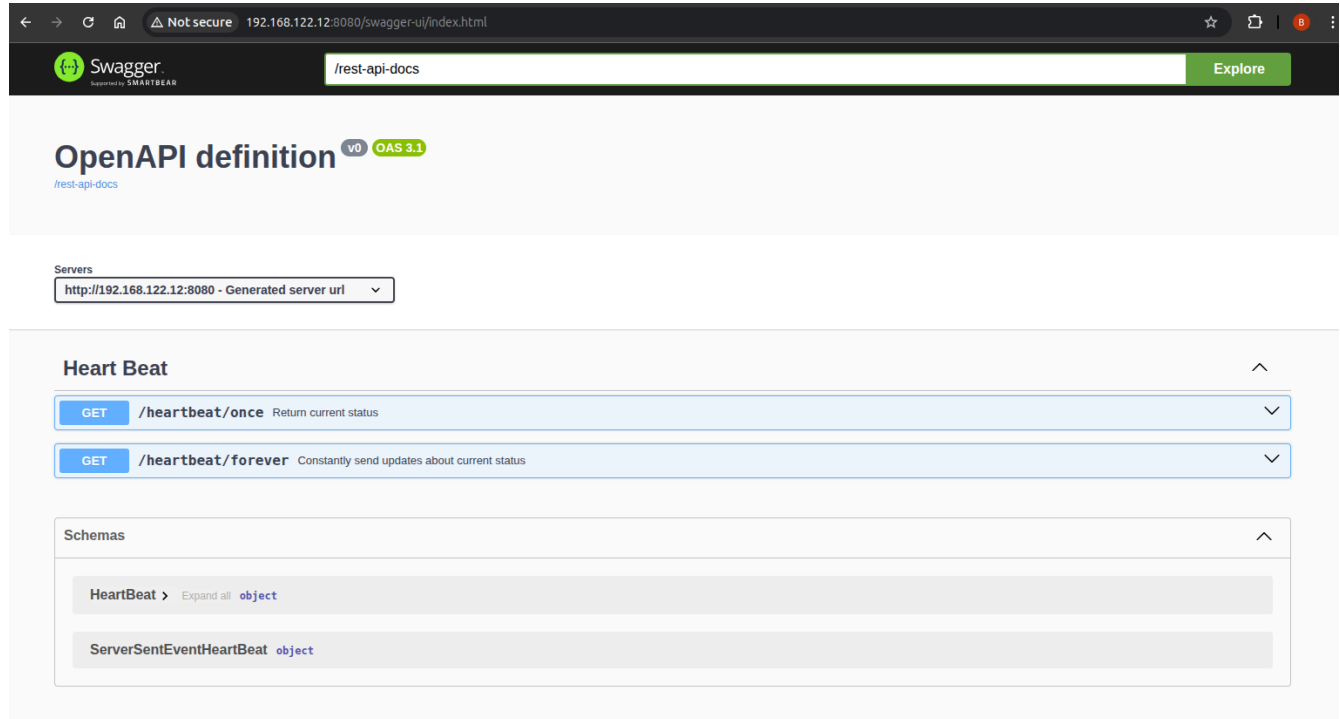 Not secure 192.168.122.12:8080/swagger-ui/index.html
B
Swagger.
Supported by SMARTBEAR
/rest-api-docs
Explore
OpenAPI definition v0 OAS 3.1
/rest-api-docs
Servers
http://192.168.122.12:8080 - Generated server url
Heart Beat
GET /heartbeat/once Return current status
GET /heartbeat/forever Constantly send updates about current status
Schemas
HeartBeat Expand all object
ServerSentEventHeartBeat object